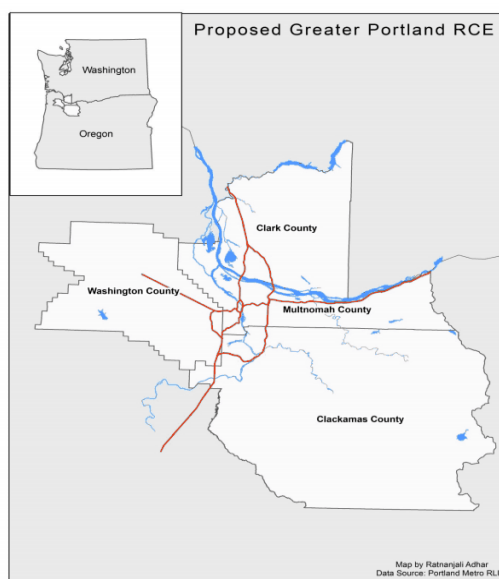 Proposed Greater Portland RCE
Washington
Oregon
Clark County
Washington County
Multnomah County
Clackamas County
Map by Ratnanjali Adhar
Data Source: Portland Metro